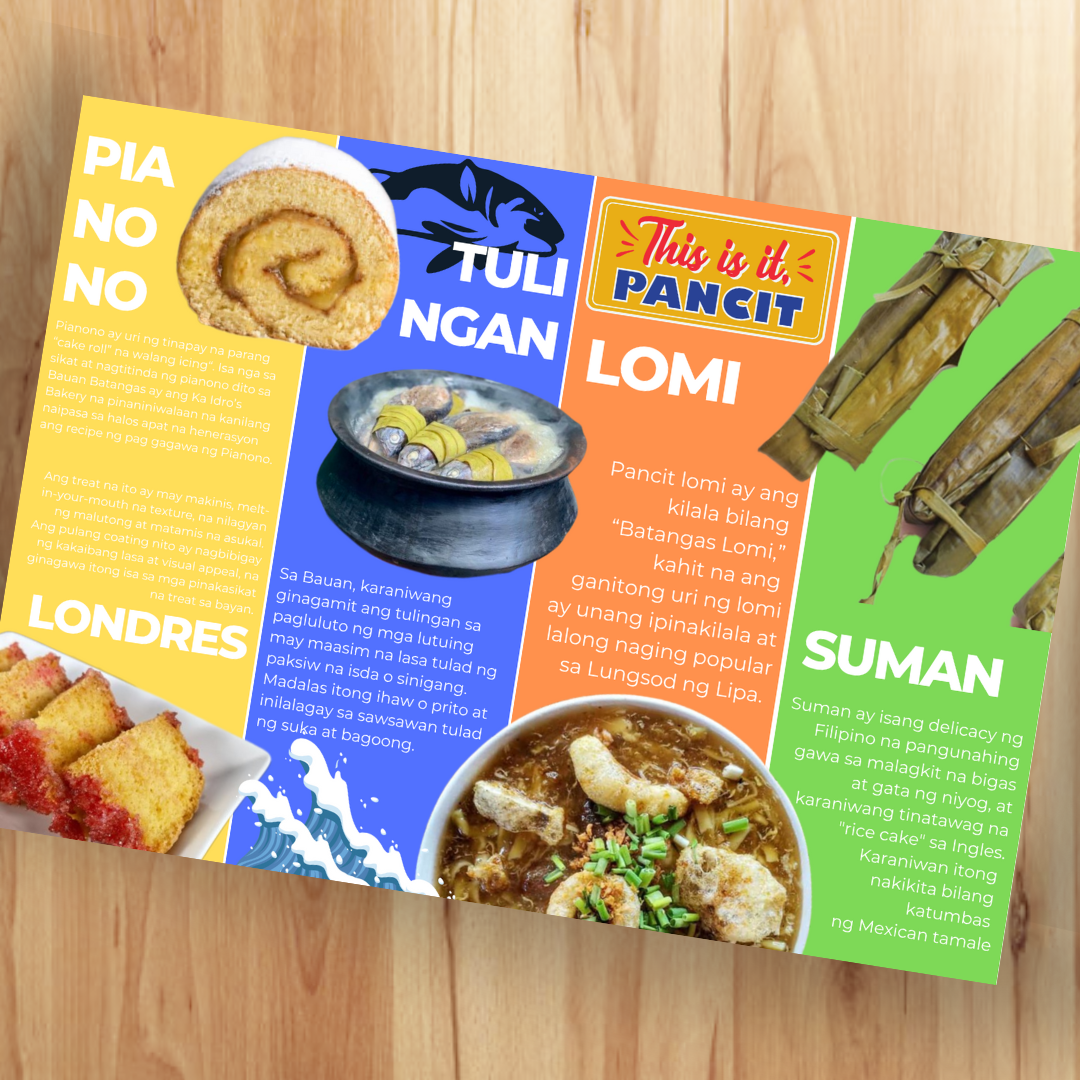 PIA
NO
NO
Pianono ay uri ng tinapay na parang
"cake roll" na walang icing". Isa nga sa
sikat at nagtitinda ng pianono dito sa
Bauan Batangas ay ang Ka Idro's
Bakery na pinaniniwalaan na kanilang
naipasa sa halos apat na henerasyon
ang recipe ng pag gagawa ng Pianono.
Ang treat na ito ay may makinis, melt-
in-your-mouth na texture, na nilagyan
ng malutong at matamis na asukal.
Ang pulang coating nito ay nagbibigay
ng kakaibang lasa at visual appeal, na
ginagawa itong isa sa mga pinakasikat
na treat sa bayan.
LONDRES
TULI
NGAN
Sa Bauan, karaniwang
ginagamit ang tulingan sa
pagluluto ng mga lutuing
may maasim na lasa tulad ng
paksiw na isda o sinigang.
Madalas itong ihaw o prito at
inilalagay sa sawsawan tulad
ng suka at bagoong.
This is it,
PANCIT
LOMI
Pancit lomi ay ang
kilala bilang
“Batangas Lomi,”
kahit na ang
ganitong uri ng lomi
ay unang ipinakilala at
lalong naging popular
sa Lungsod ng Lipa.
SUMAN
Suman ay isang delicacy ng
Filipino na pangunahing
gawa sa malagkit na bigas
at gata ng niyog, at
karaniwang tinatawag na
"rice cake" sa Ingles.
Karaniwan itong
nakikita bilang
katumbas
ng Mexican tamale